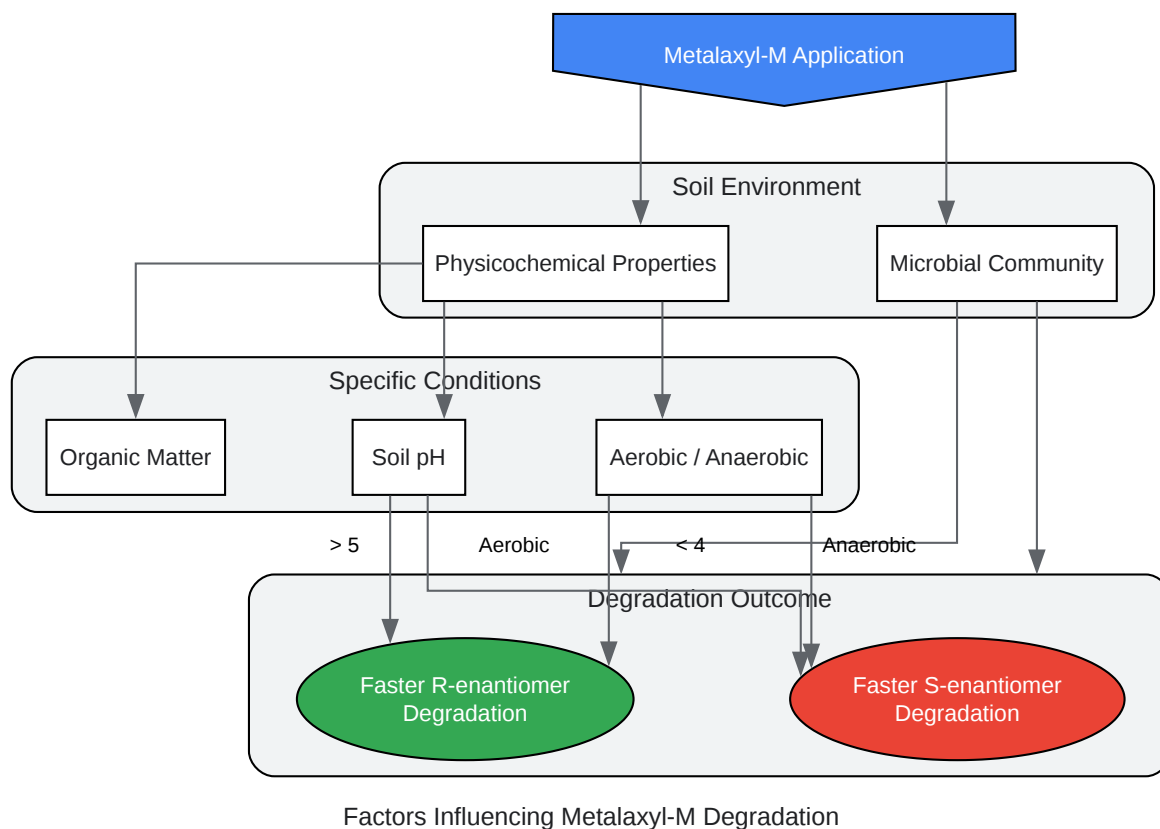 Metalaxyl-M Application
Soil Environment
Physicochemical Properties
Microbial Community
Specific Conditions
Organic Matter
Soil pH
Aerobic / Anaerobic
> 5
Aerobic
< 4
Anaerobic
Degradation Outcome
Faster R-enantiomer
Degradation
Faster S-enantiomer
Degradation
Factors Influencing Metalaxyl-M Degradation